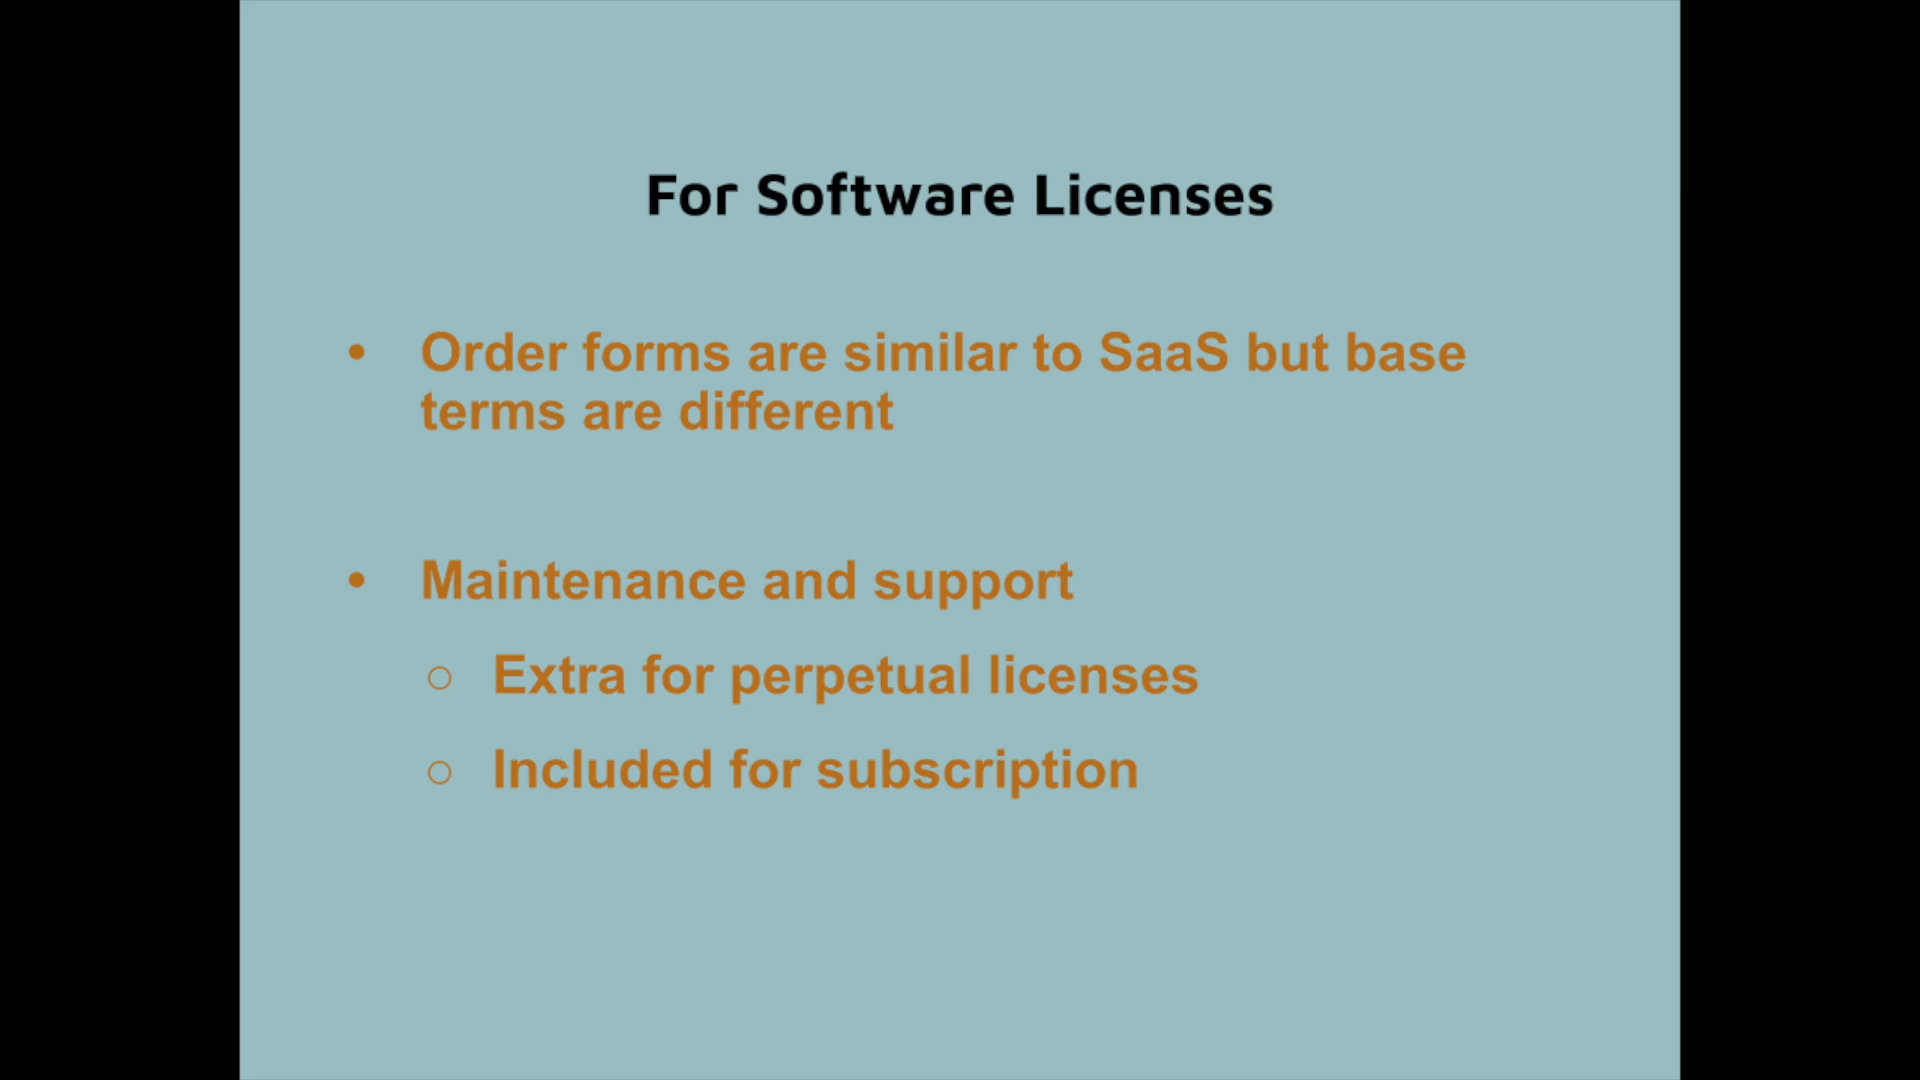 For Software Licenses
• Order forms are similar to SaaS but base
terms are different
• Maintenance and support
○ Extra for perpetual licenses
○ Included for subscription